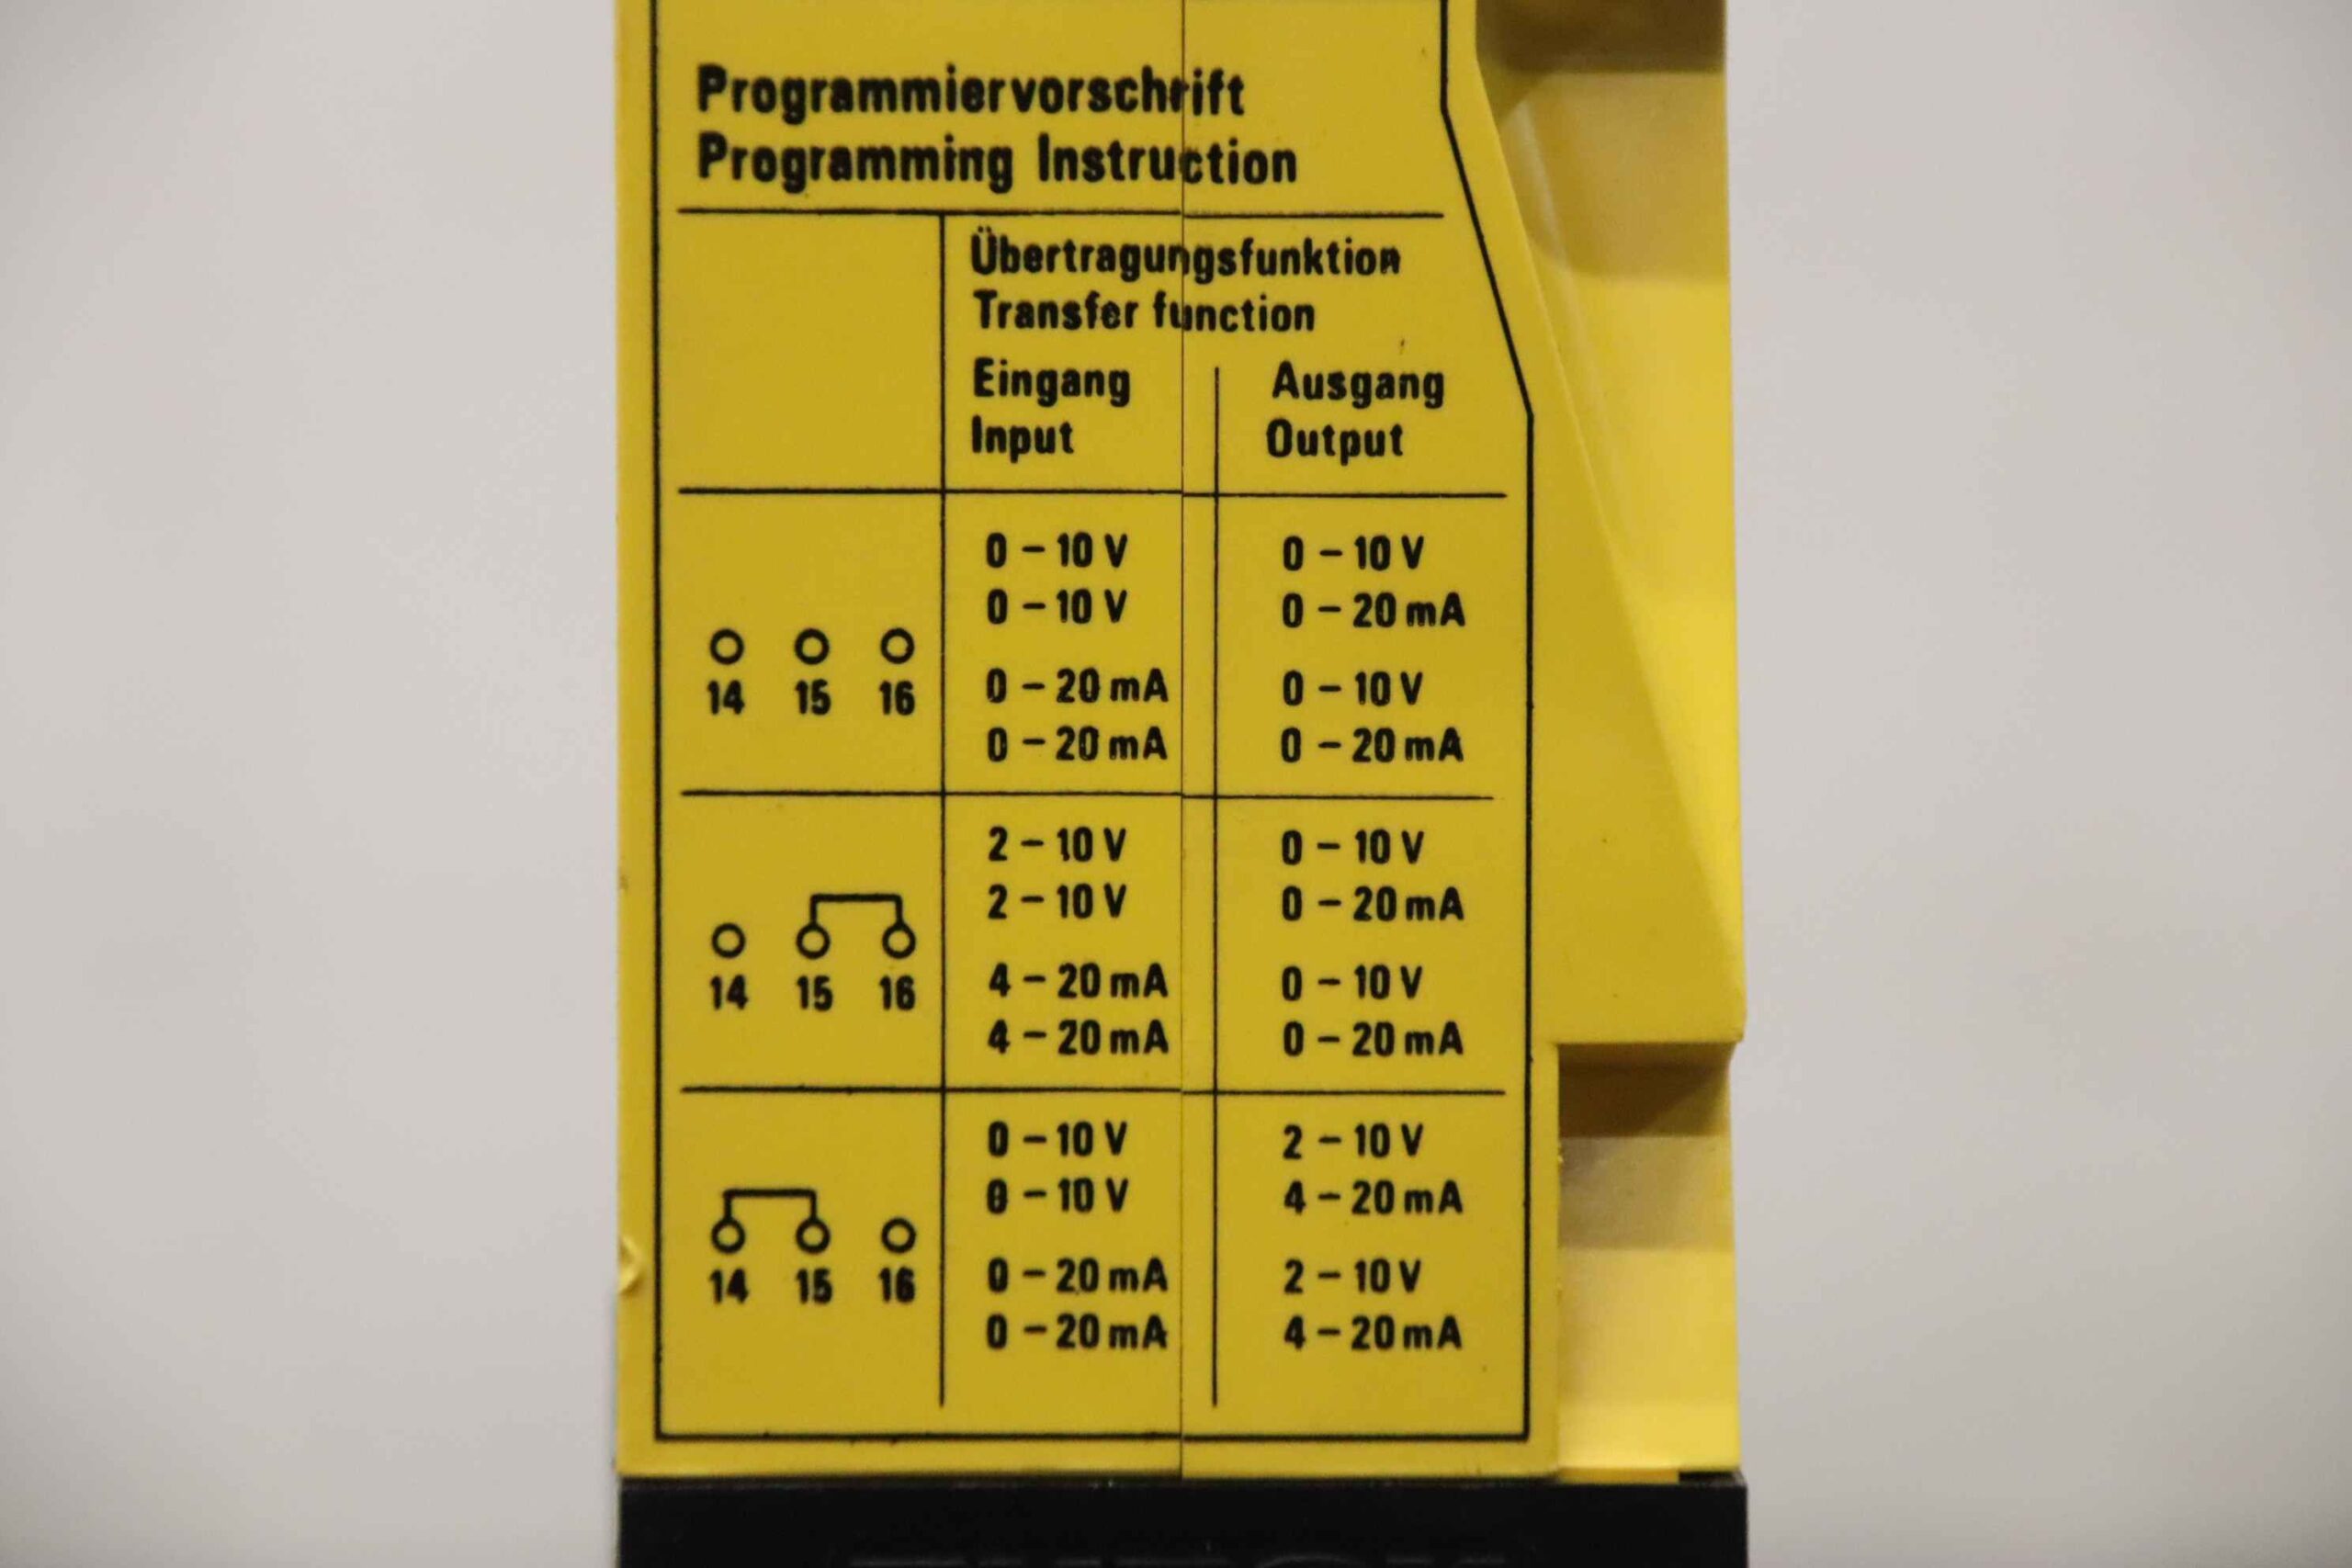 Programmiervorschrift
Programming Instruction
Übertragungsfunktion
Transfer function
Eingang Ausgang
Input Output
0 – 10 V 0 – 10 V
0 – 10 V 0 – 20 mA
14 15 16
0 – 20 mA 0 – 10 V
0 – 20 mA 0 – 20 mA
2 – 10 V 0 – 10 V
2 – 10 V 0 – 20 mA
14 15 16
4 – 20 mA 0 – 10 V
4 – 20 mA 0 – 20 mA
0 – 10 V 2 – 10 V
0 – 10 V 4 – 20 mA
14 15 16
0 – 20 mA 2 – 10 V
0 – 20 mA 4 – 20 mA